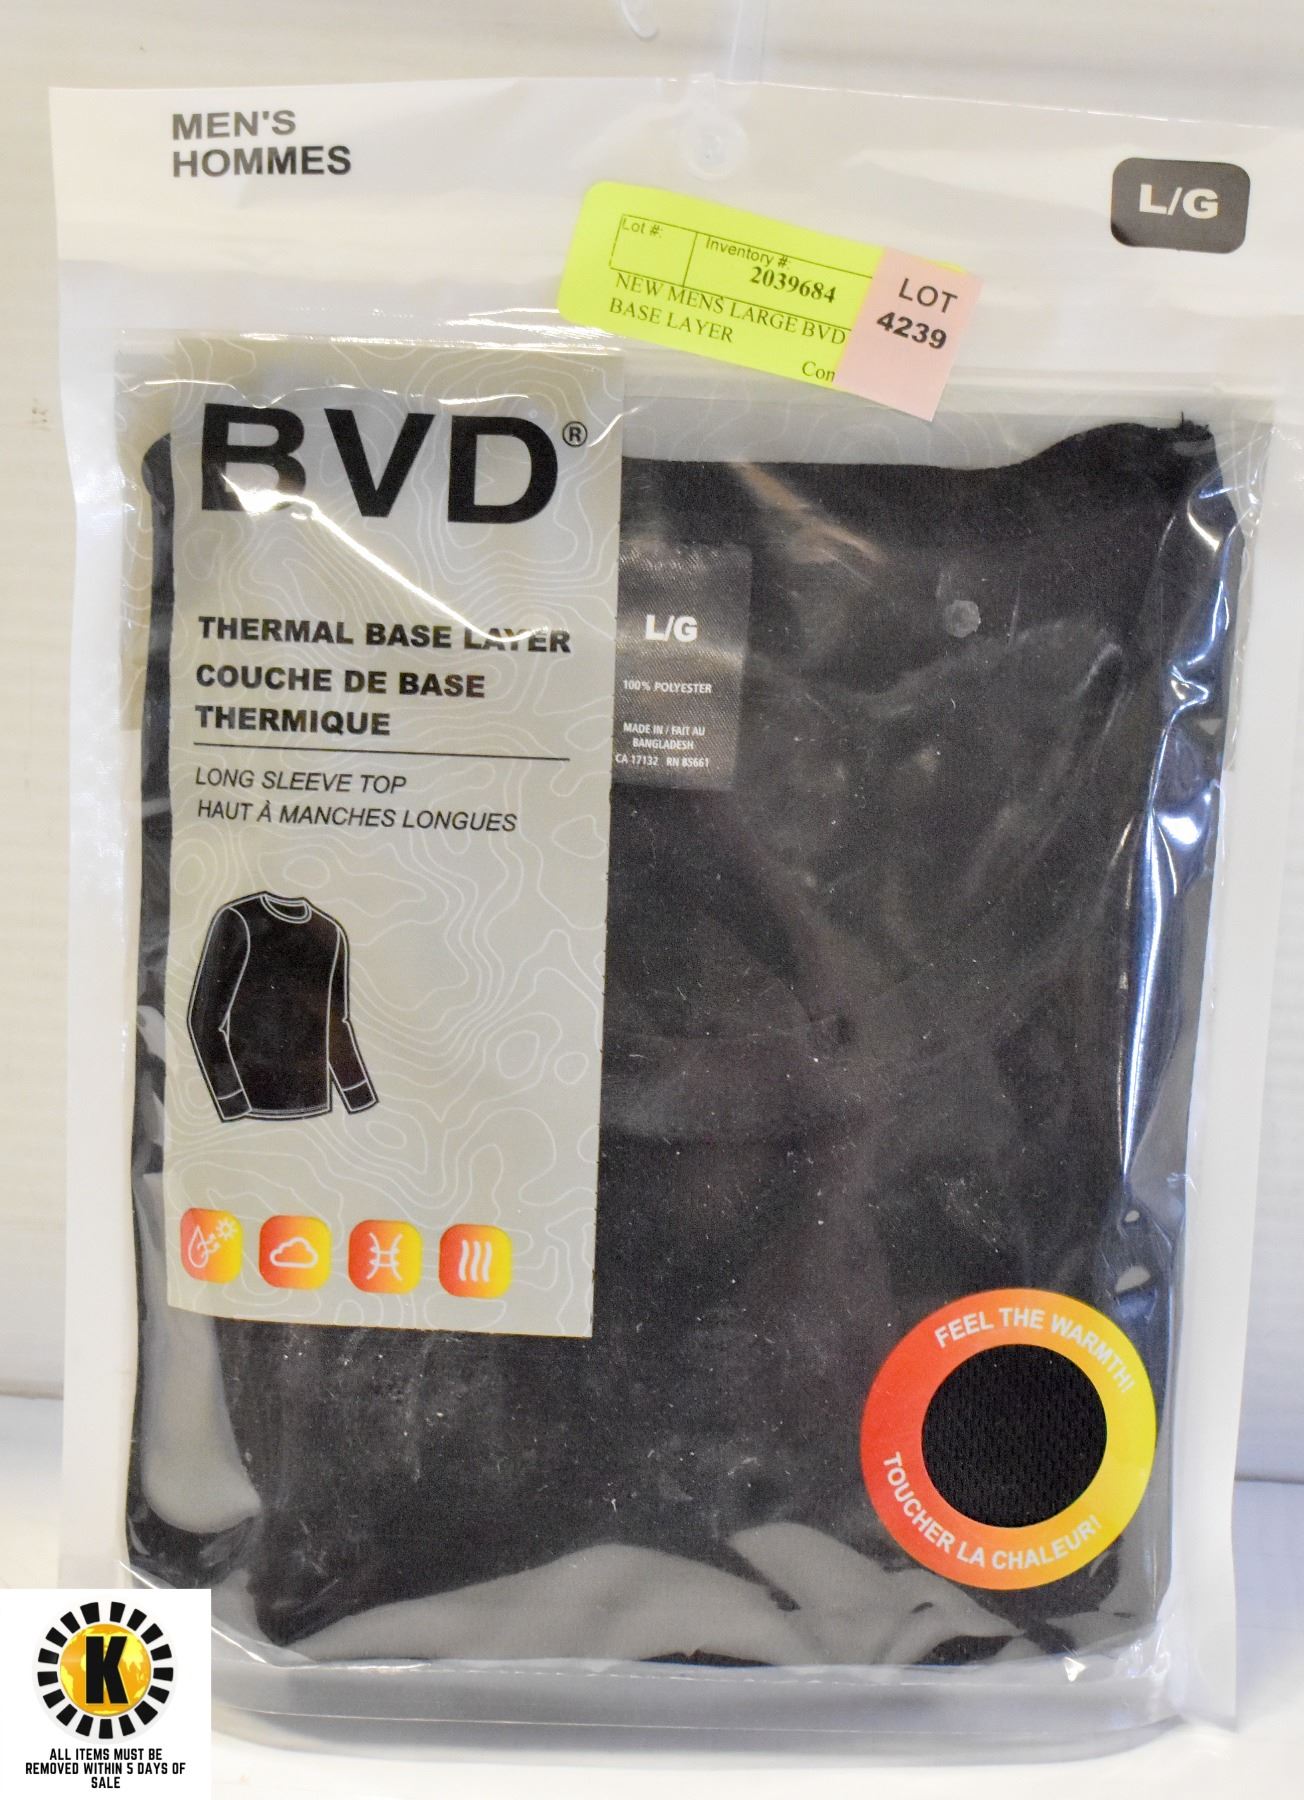 MEN'S
HOMMES
L/G
Lot #:
Inventory #:
2039684
NEW MENS LARGE BVD
BASE LAYER
Con
LOT
4239
BVD®
THERMAL BASE LAYER
COUCHE DE BASE
THERMIQUE
LONG SLEEVE TOP
HAUT À MANCHES LONGUES
L/G
100% POLYESTER
MADE IN / FAIT AU
BANGLADESH
CA 17132 RN 85661
FEEL THE WARMTH!
TOUCHER LA CHALEUR!
K
ALL ITEMS MUST BE
REMOVED WITHIN 5 DAYS OF
SALE